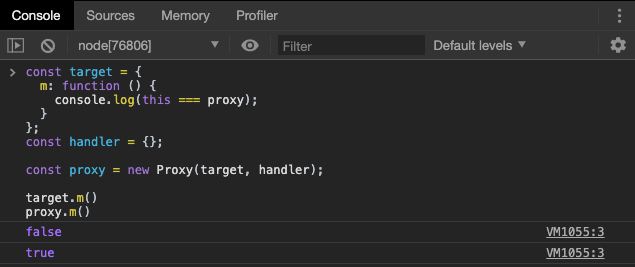 Console Sources Memory Profiler
node[76806] Filter Default levels
const target = {
  m: function () {
    console.log(this === proxy);
  }
};
const handler = {};
const proxy = new Proxy(target, handler);
target.m()
proxy.m()
false VM1055:3
true VM1055:3